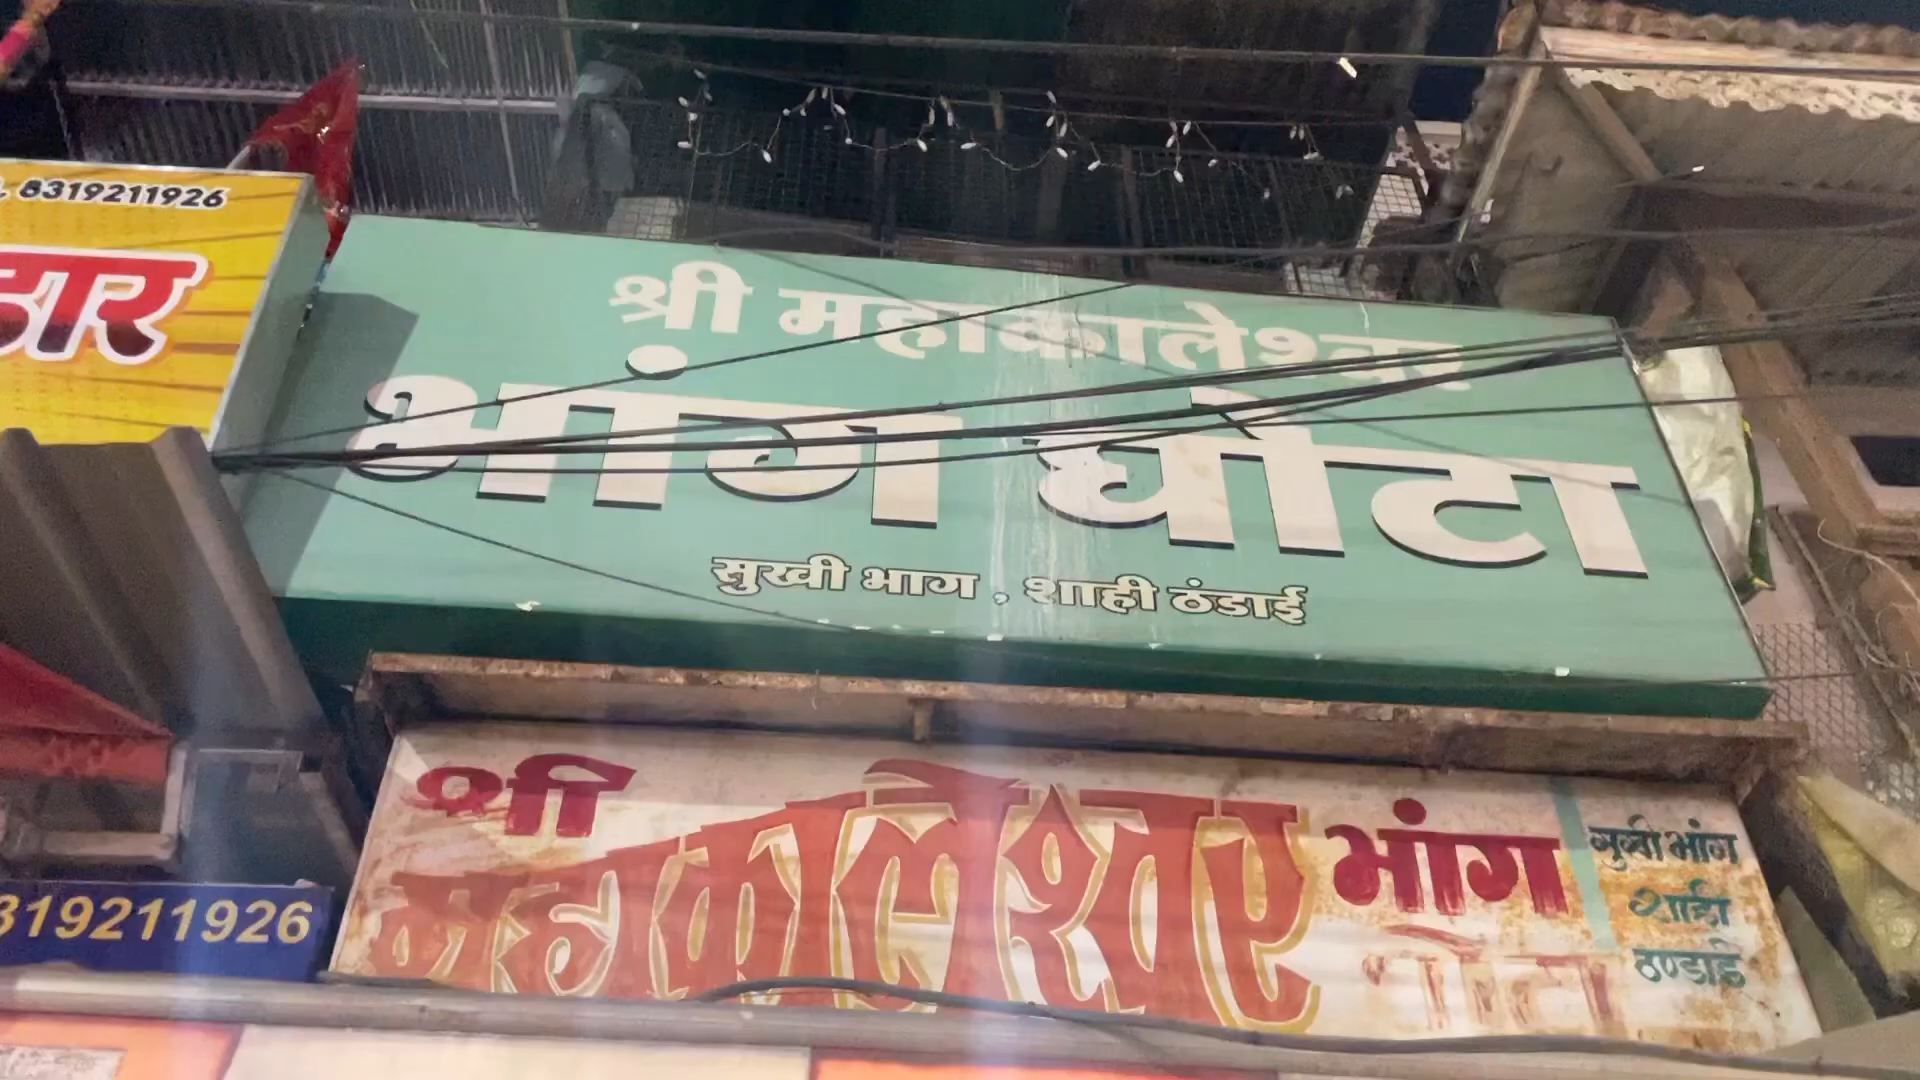 8319211926
श्री महाकालेश्वर
भांग घोटा
सुखी भाग , शाही ठंडाई
श्री
महाकालेश्वर
भांग
घोटा
सुखी भांग
शाही
ठण्डाई
319211926